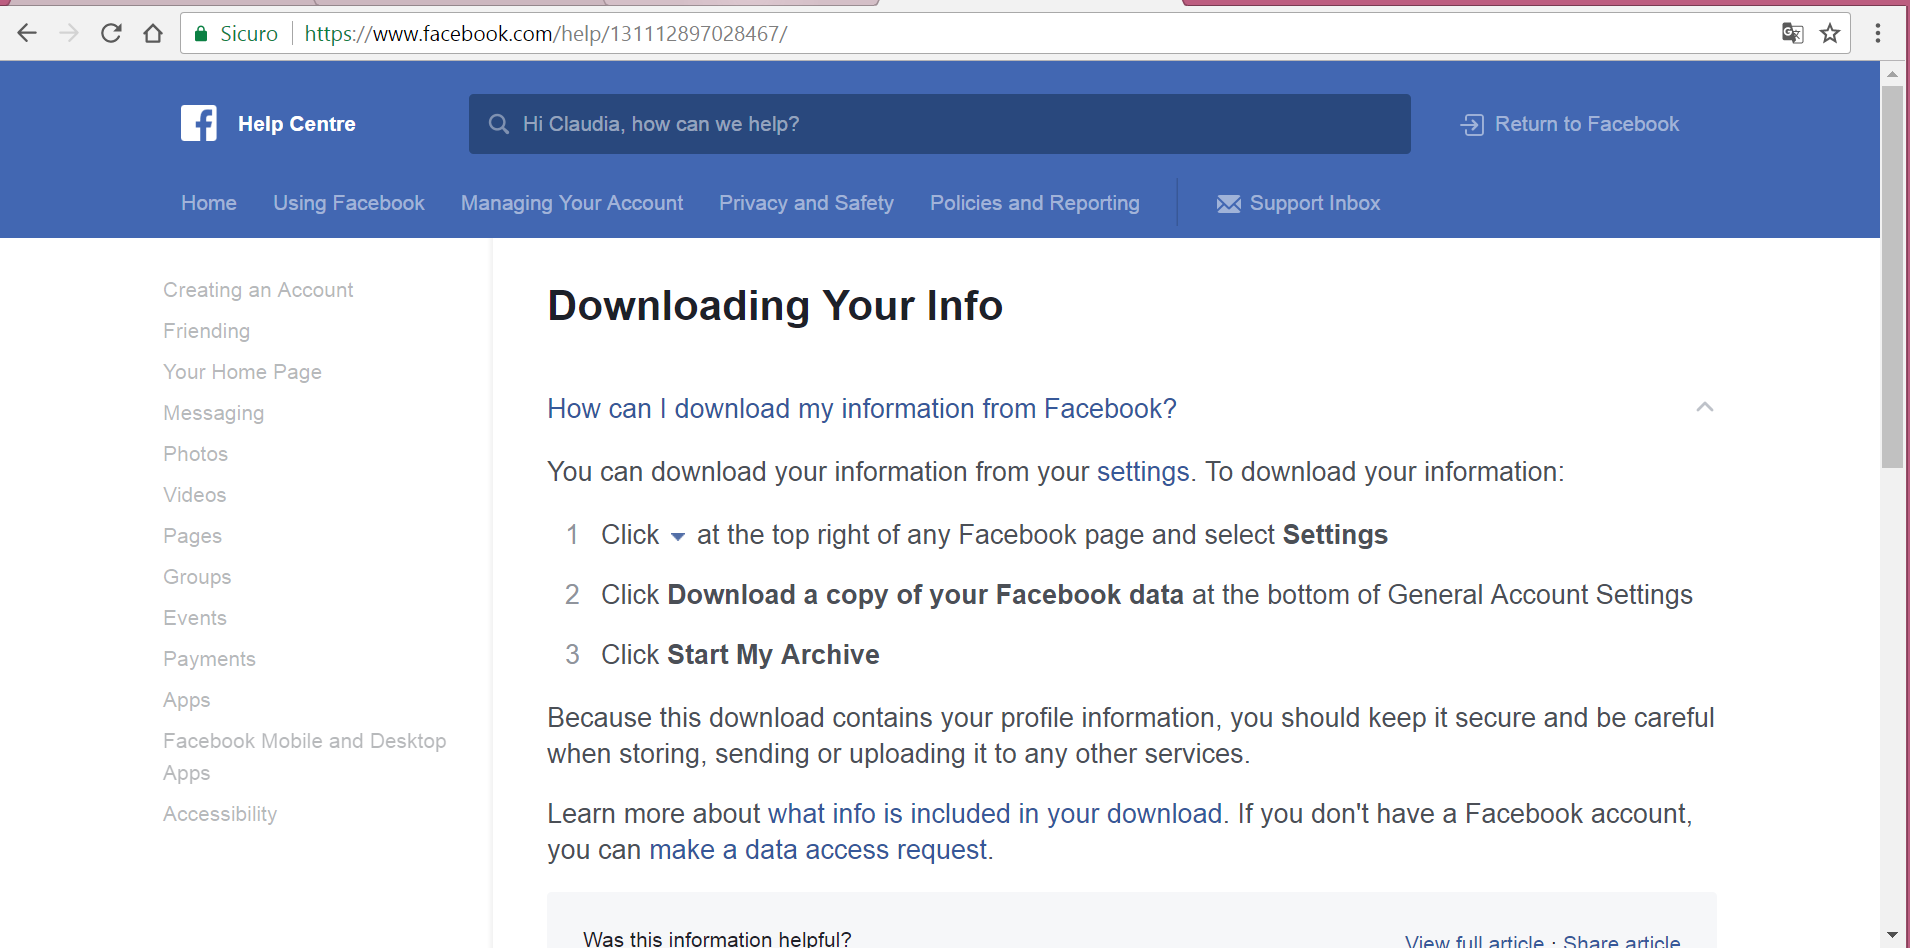 Sicuro https://www.facebook.com/help/131112897028467/
Help Centre
Hi Claudia, how can we help?
Return to Facebook
Home Using Facebook Managing Your Account Privacy and Safety Policies and Reporting Support Inbox
Creating an Account
Friending
Your Home Page
Messaging
Photos
Videos
Pages
Groups
Events
Payments
Apps
Facebook Mobile and Desktop
Apps
Accessibility
Downloading Your Info
How can I download my information from Facebook?
You can download your information from your settings. To download your information:
1 Click at the top right of any Facebook page and select Settings
2 Click Download a copy of your Facebook data at the bottom of General Account Settings
3 Click Start My Archive
Because this download contains your profile information, you should keep it secure and be careful
when storing, sending or uploading it to any other services.
Learn more about what info is included in your download. If you don't have a Facebook account,
you can make a data access request.
Was this information helpful?
View full article · Share article